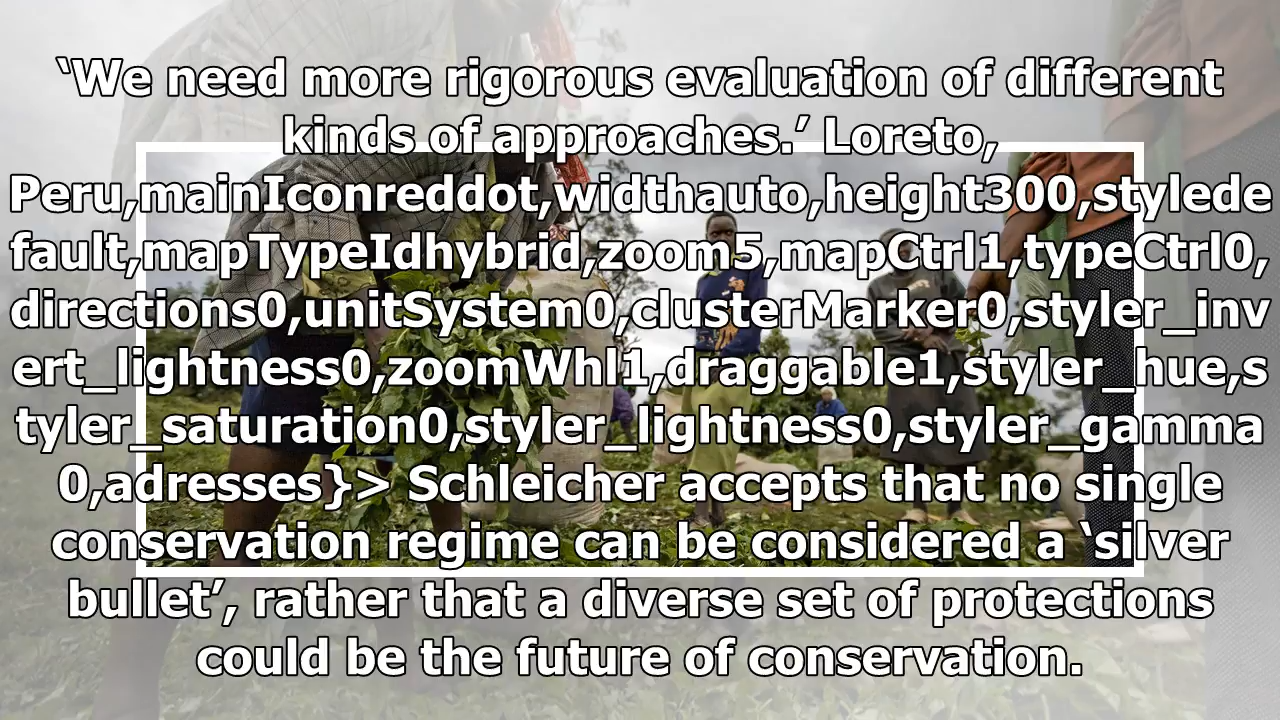 ‘We need more rigorous evaluation of different
kinds of approaches.’ Loreto,
Peru,mainIconreddot,widthauto,height300,stylede
fault,mapTypeIdhybrid,zoom5,mapCtrl1,typeCtrl0,
directions0,unitSystem0,clusterMarker0,styler_inv
ert_lightness0,zoomWhl1,draggable1,styler_hue,s
tyler_saturation0,styler_lightness0,styler_gamma
0,adresses}> Schleicher accepts that no single
conservation regime can be considered a ‘silver
bullet’, rather that a diverse set of protections
could be the future of conservation.